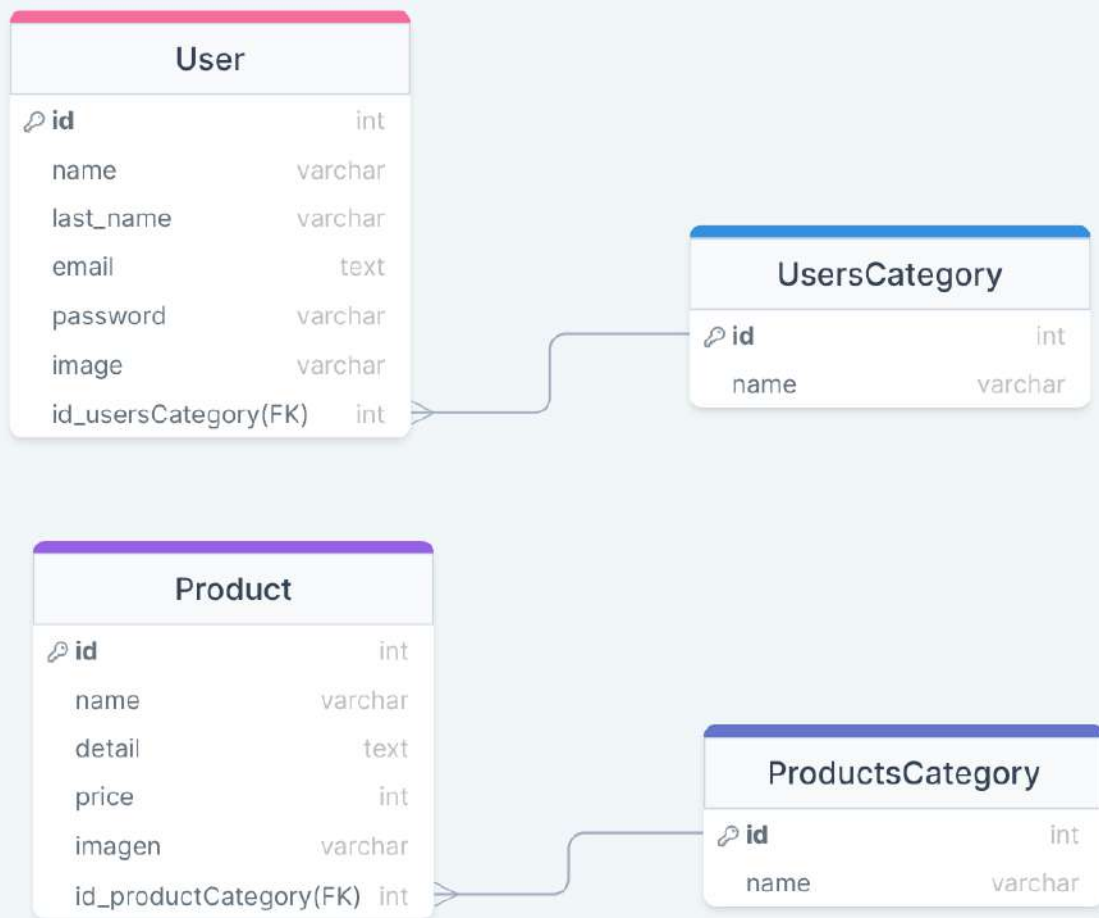 User
id int
name varchar
last_name varchar
email text
password varchar
image varchar
id_usersCategory(FK) int
UsersCategory
id int
name varchar
Product
id int
name varchar
detail text
price int
imagen varchar
id_productCategory(FK) int
ProductsCategory
id int
name varchar